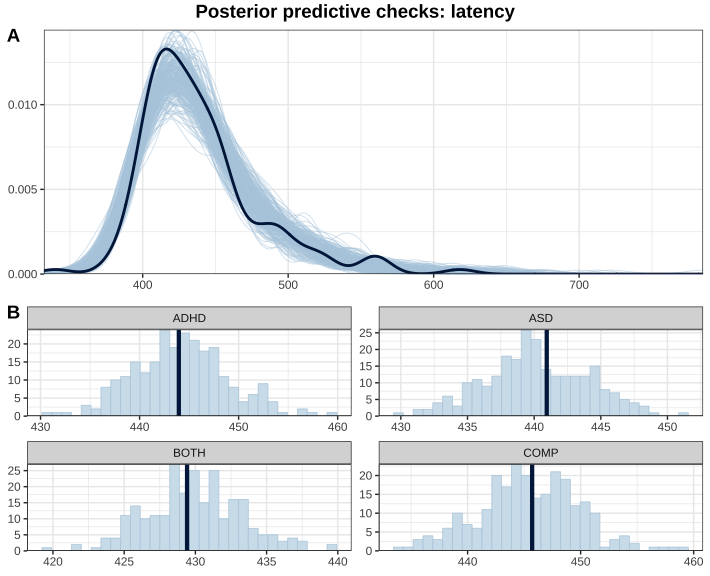 Posterior predictive checks: latency
A
0.010
0.005
0.000
400 500 600 700
B
ADHD ASD
20
15
10
5
0
430 440 450 460
25
20
15
10
5
0
430 435 440 445 450
BOTH COMP
25
20
15
10
5
0
420 425 430 435 440
20
15
10
5
0
440 450 460